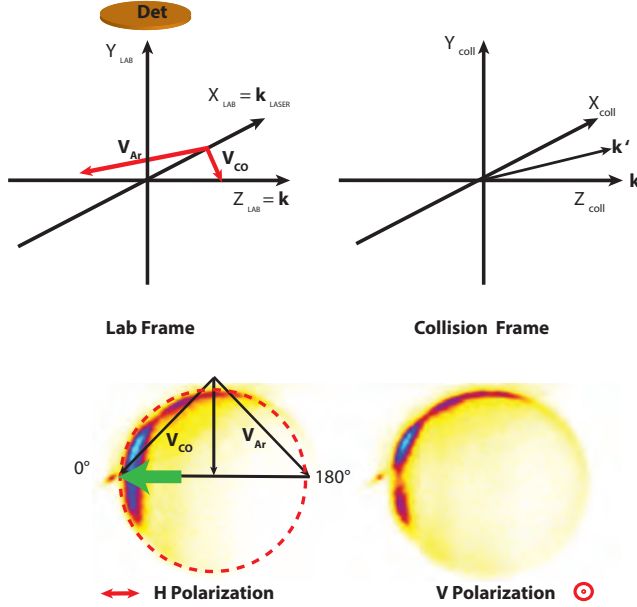 Det
Y LAB
X LAB = k LASER
V Ar
V CO
Z LAB = k
Lab Frame
Y coll
X coll
k'
k
Z coll
Collision Frame
0°
V CO
V Ar
180°
H Polarization
V Polarization